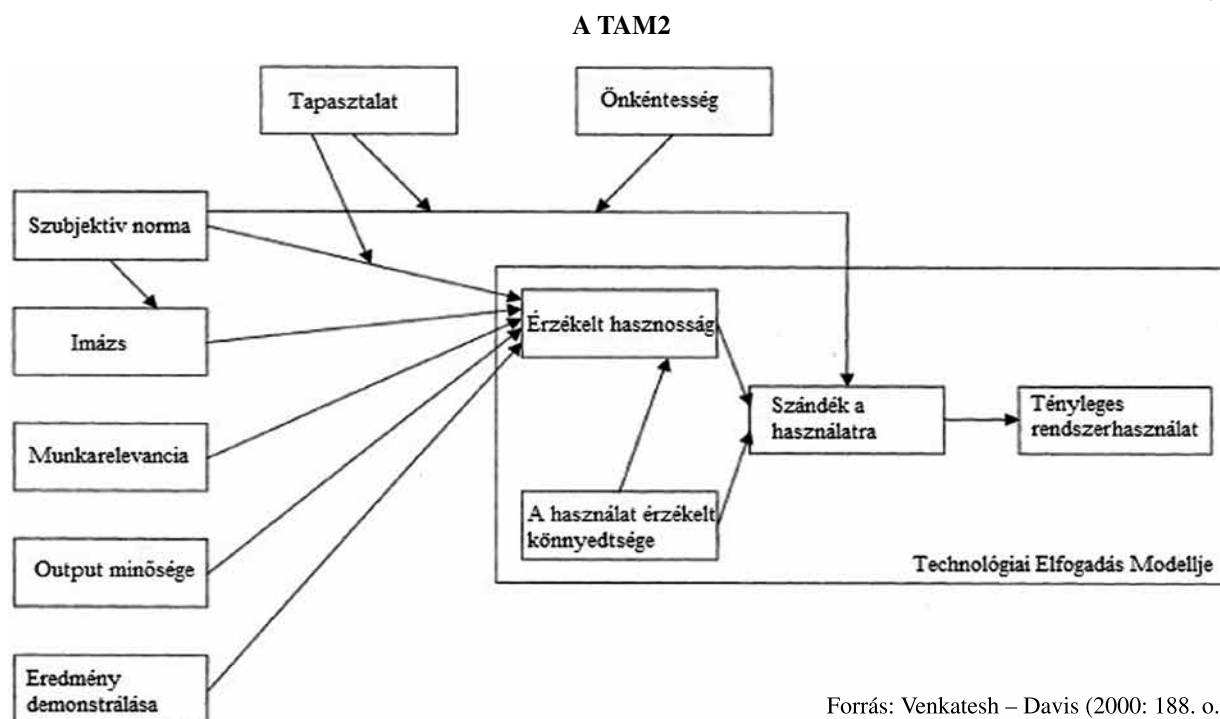 A TAM2
Tapasztalat
Önkéntesség
Szubjektív norma
Imázs
Munkarelevancia
Output minősége
Eredmény
demonstrálása
Érzékelt hasznosság
A használat érzékelt
könnyedtsége
Szándék a
használatra
Tényleges
rendszerhasználat
Technológiai Elfogadás Modellje
Forrás: Venkatesh – Davis (2000: 188. o.